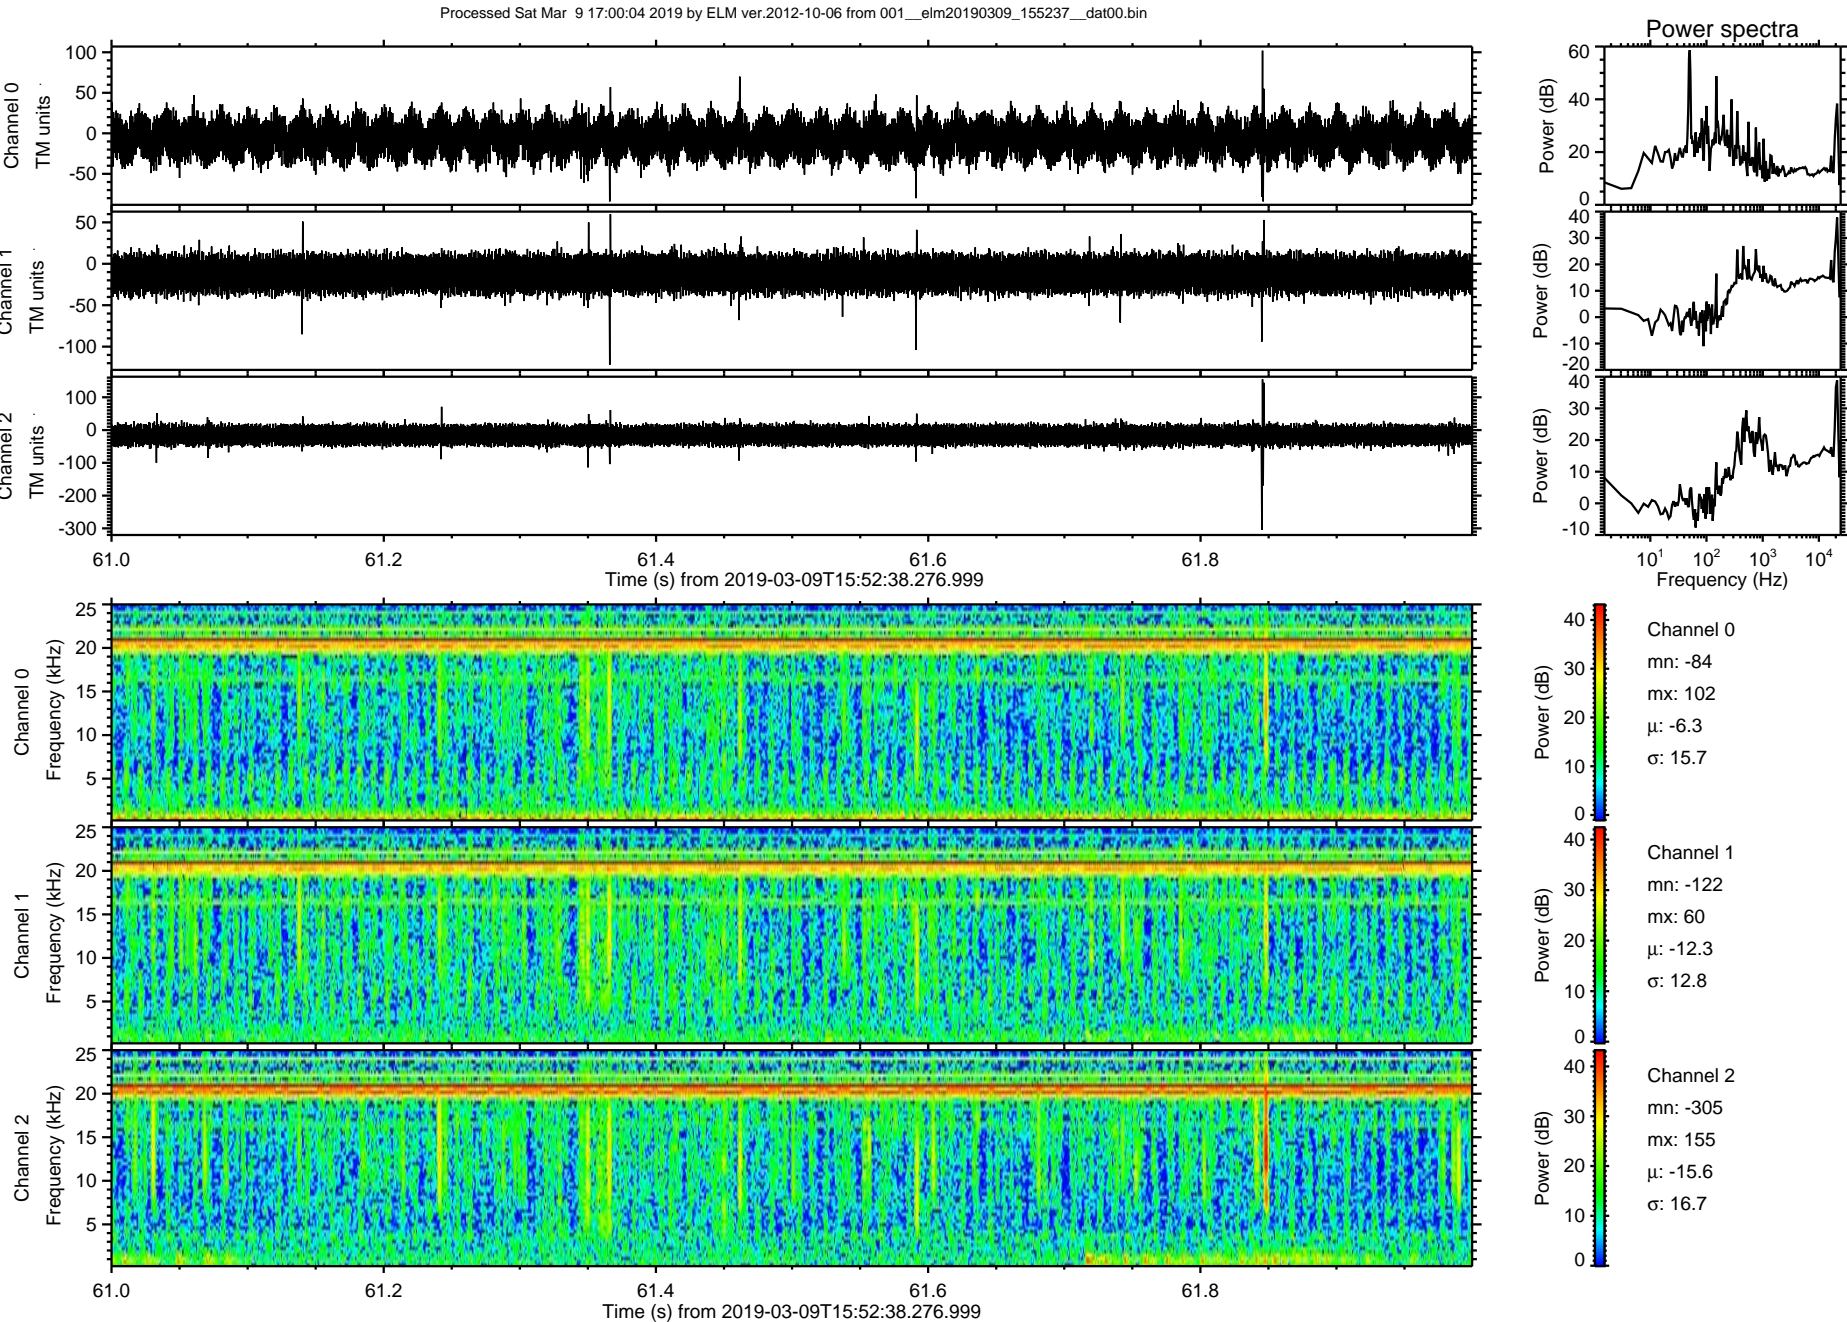 Processed Sat Mar  9 17:00:04 2019 by ELM ver.2012-10-06 from 001__elm20190309_155237__dat00.bin
Power spectra
Channel 0
TM units
100
50
0
-50
Power (dB)
60
40
20
0
Channel 1
TM units
50
0
-50
-100
Power (dB)
40
30
20
10
0
-10
-20
Channel 2
TM units
100
0
-100
-200
-300
Power (dB)
40
30
20
10
0
-10
61.0 61.2 61.4 61.6 61.8
Time (s) from 2019-03-09T15:52:38.276.999
10^1 10^2 10^3 10^4
Frequency (Hz)
Channel 0
Frequency (kHz)
25
20
15
10
5
Power (dB)
40
30
20
10
0
Channel 0
mn: -84
mx: 102
μ: -6.3
σ: 15.7
Channel 1
Frequency (kHz)
25
20
15
10
5
Power (dB)
40
30
20
10
0
Channel 1
mn: -122
mx: 60
μ: -12.3
σ: 12.8
Channel 2
Frequency (kHz)
25
20
15
10
5
Power (dB)
40
30
20
10
0
Channel 2
mn: -305
mx: 155
μ: -15.6
σ: 16.7
61.0 61.2 61.4 61.6 61.8
Time (s) from 2019-03-09T15:52:38.276.999